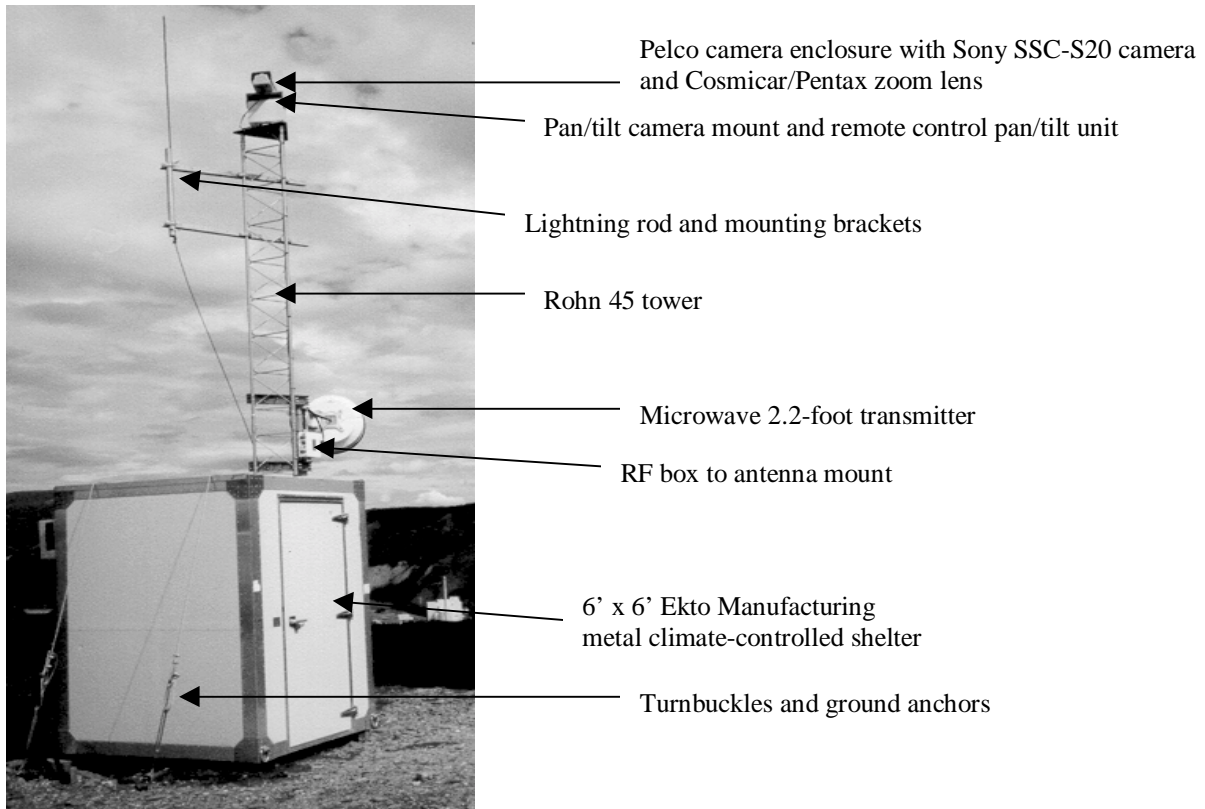 Pelco camera enclosure with Sony SSC-S20 camera
and Cosmicar/Pentax zoom lens
Pan/tilt camera mount and remote control pan/tilt unit
Lightning rod and mounting brackets
Rohn 45 tower
Microwave 2.2-foot transmitter
RF box to antenna mount
6’ x 6’ Ekto Manufacturing
metal climate-controlled shelter
Turnbuckles and ground anchors